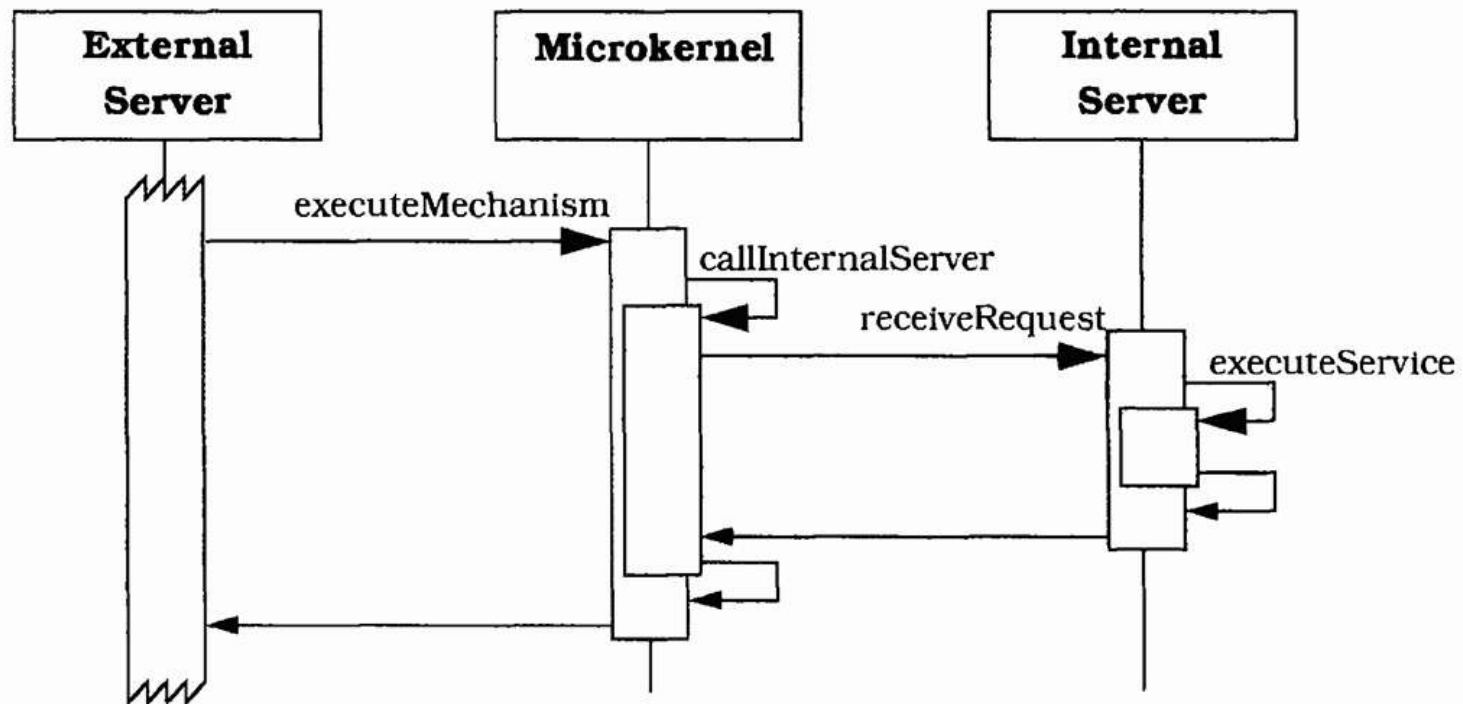 External
Server
Microkernel
Internal
Server
executeMechanism
callInternalServer
receiveRequest
executeService